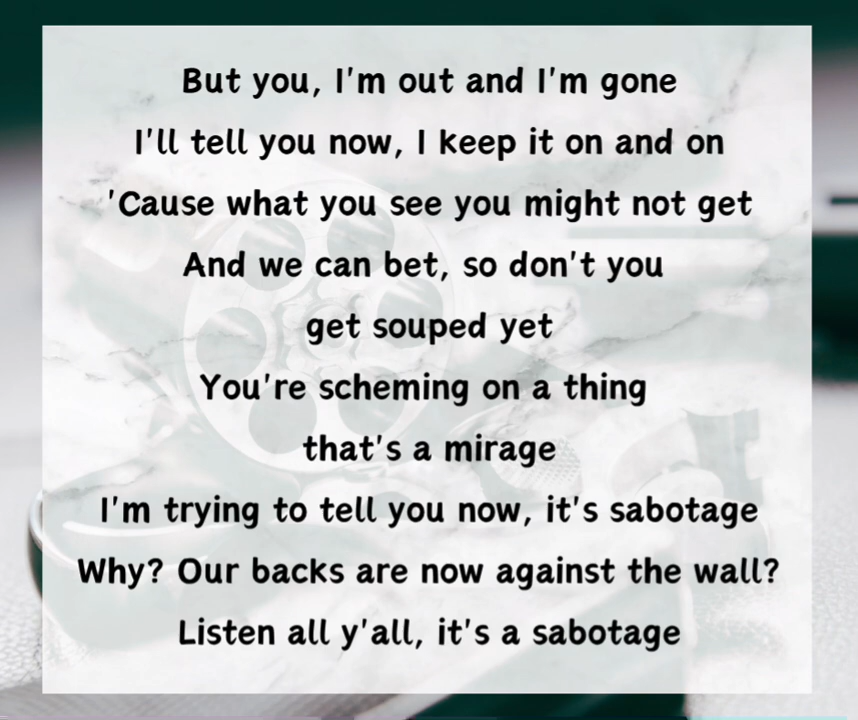 But you, I'm out and I'm gone
I'll tell you now, I keep it on and on
'Cause what you see you might not get
And we can bet, so don't you
get souped yet
You're scheming on a thing
that's a mirage
I'm trying to tell you now, it's sabotage
Why? Our backs are now against the wall?
Listen all y'all, it's a sabotage